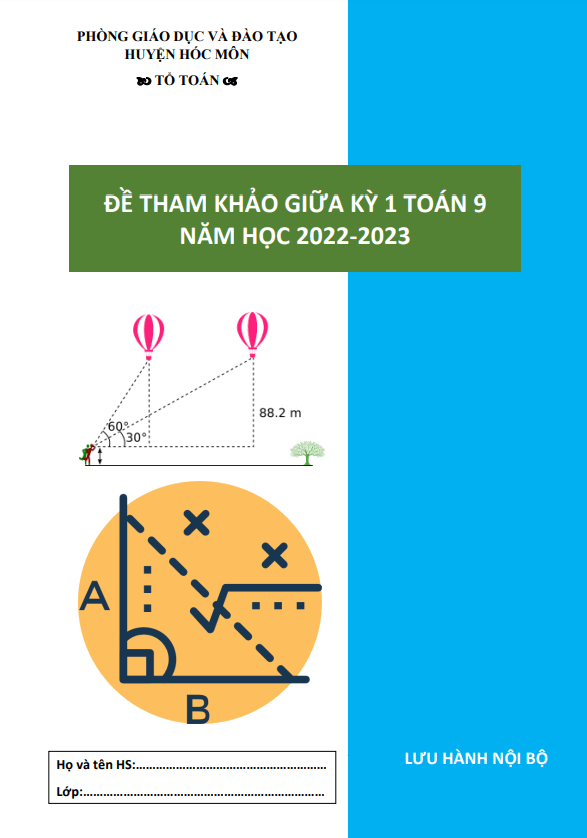 PHÒNG GIÁO DỤC VÀ ĐÀO TẠO
HUYỆN HÓC MÔN
TỔ TOÁN
ĐỀ THAM KHẢO GIỮA KỲ 1 TOÁN 9
NĂM HỌC 2022-2023
60°
30°
88.2 m
A
B
Họ và tên HS:...........................................................
Lớp:...........................................................................
LƯU HÀNH NỘI BỘ